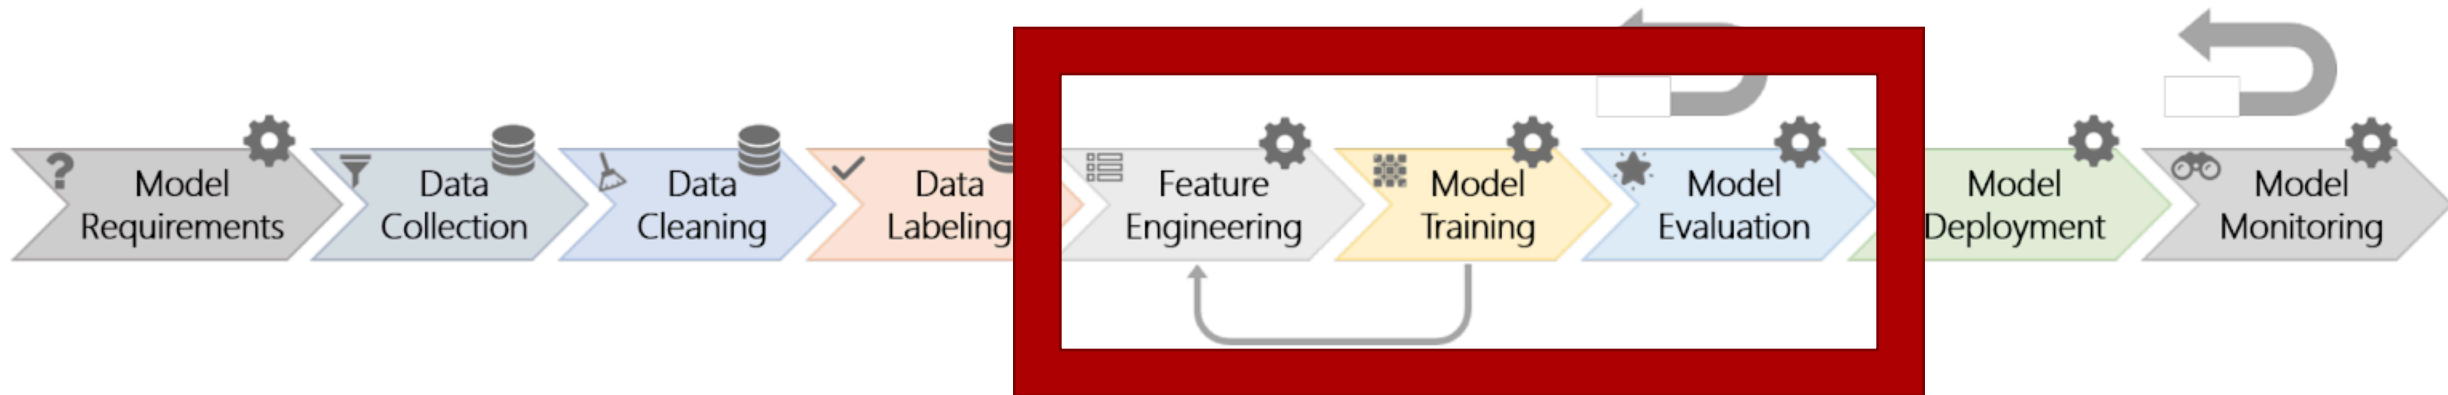 Model
Requirements
Data
Collection
Data
Cleaning
Data
Labeling
Feature
Engineering
Model
Training
Model
Evaluation
Model
Deployment
Model
Monitoring